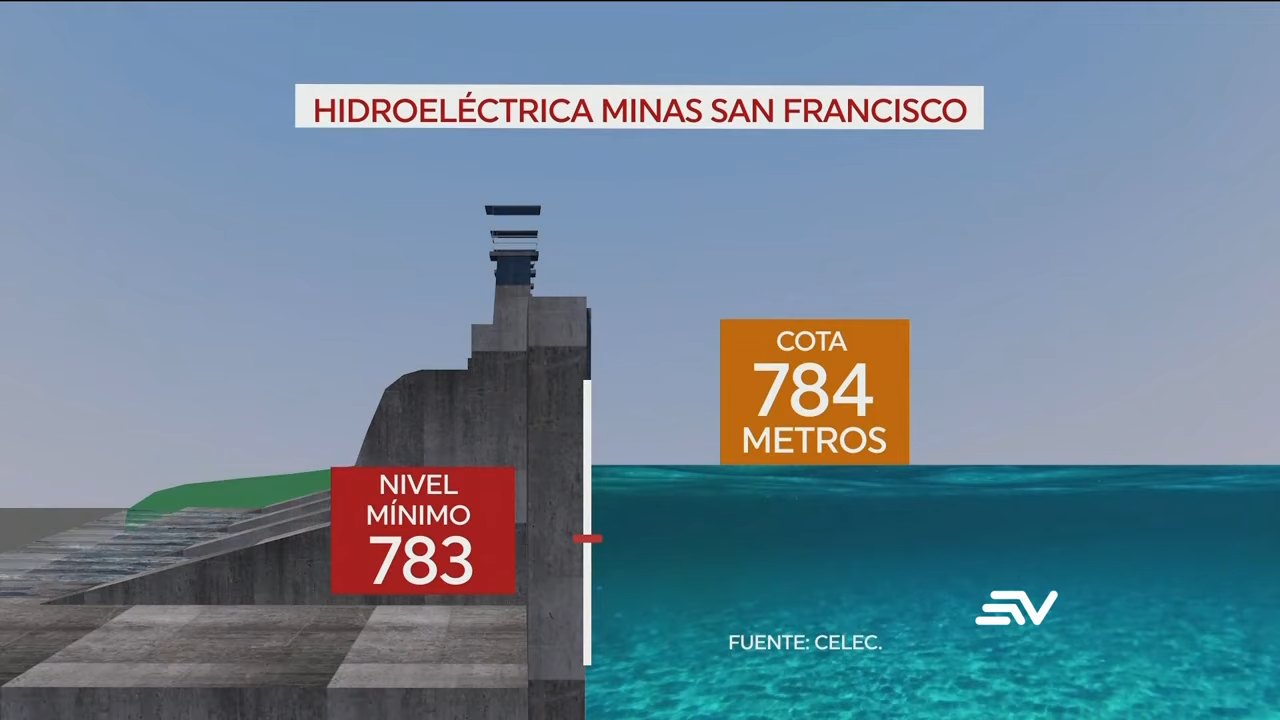 HIDROELÉCTRICA MINAS SAN FRANCISCO
COTA
784
METROS
NIVEL
MÍNIMO
783
FUENTE: CELEC.